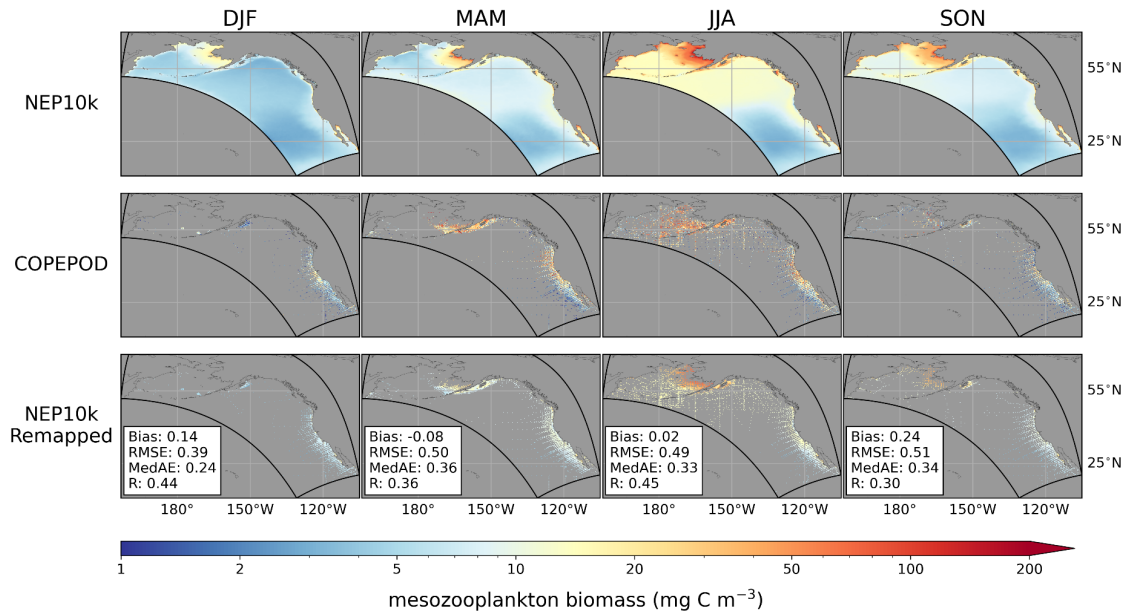 DJF MAM JJA SON
NEP10k
55°N
25°N
COPEPOD
55°N
25°N
NEP10k
Remapped
55°N
25°N
Bias: 0.14
RMSE: 0.39
MedAE: 0.24
R: 0.44
Bias: -0.08
RMSE: 0.50
MedAE: 0.36
R: 0.36
Bias: 0.02
RMSE: 0.49
MedAE: 0.33
R: 0.45
Bias: 0.24
RMSE: 0.51
MedAE: 0.34
R: 0.30
180° 150°W 120°W 180° 150°W 120°W 180° 150°W 120°W 180° 150°W 120°W
1 2 5 10 20 50 100 200
mesozooplankton biomass (mg C m⁻³)